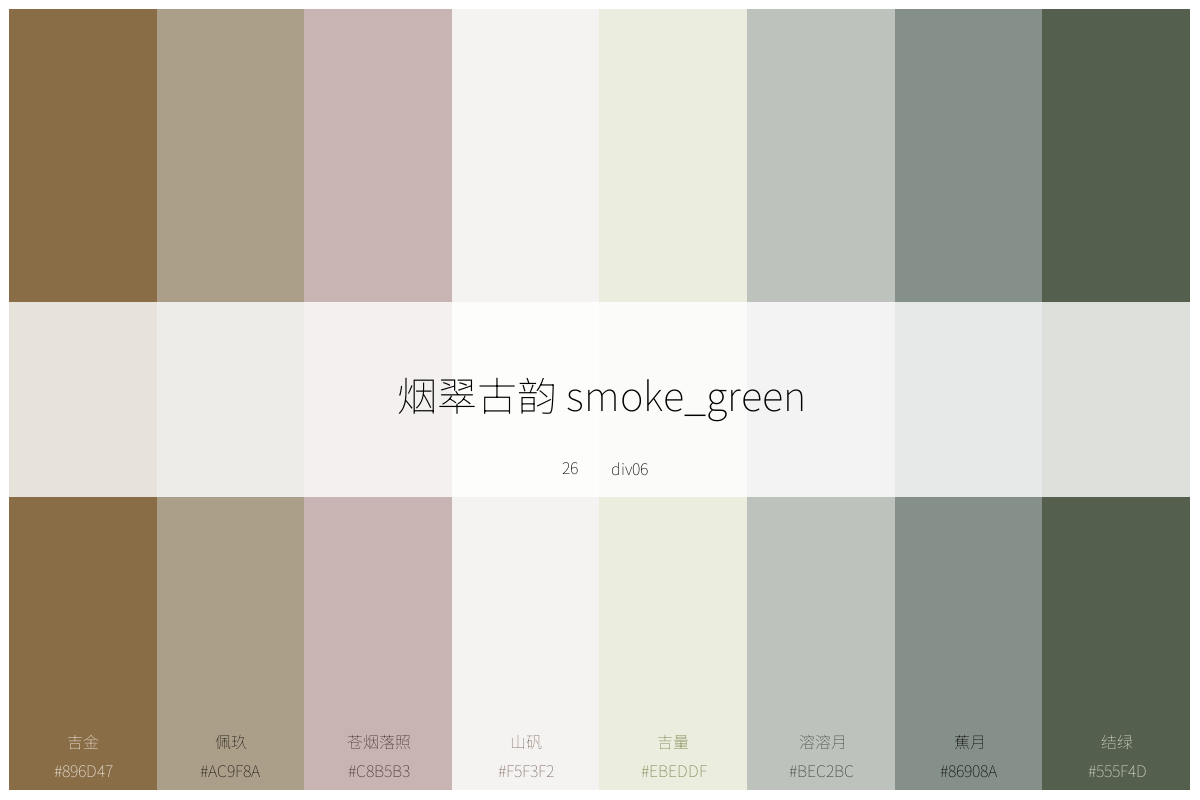 烟翠古韵 smoke_green
26 div06
吉金 佩玖 苍烟落照 山矾 吉量 溶溶月 蕉月 结绿
#896D47 #AC9F8A #C8B5B3 #F5F3F2 #EBEDDF #BEC2BC #86908A #555F4D